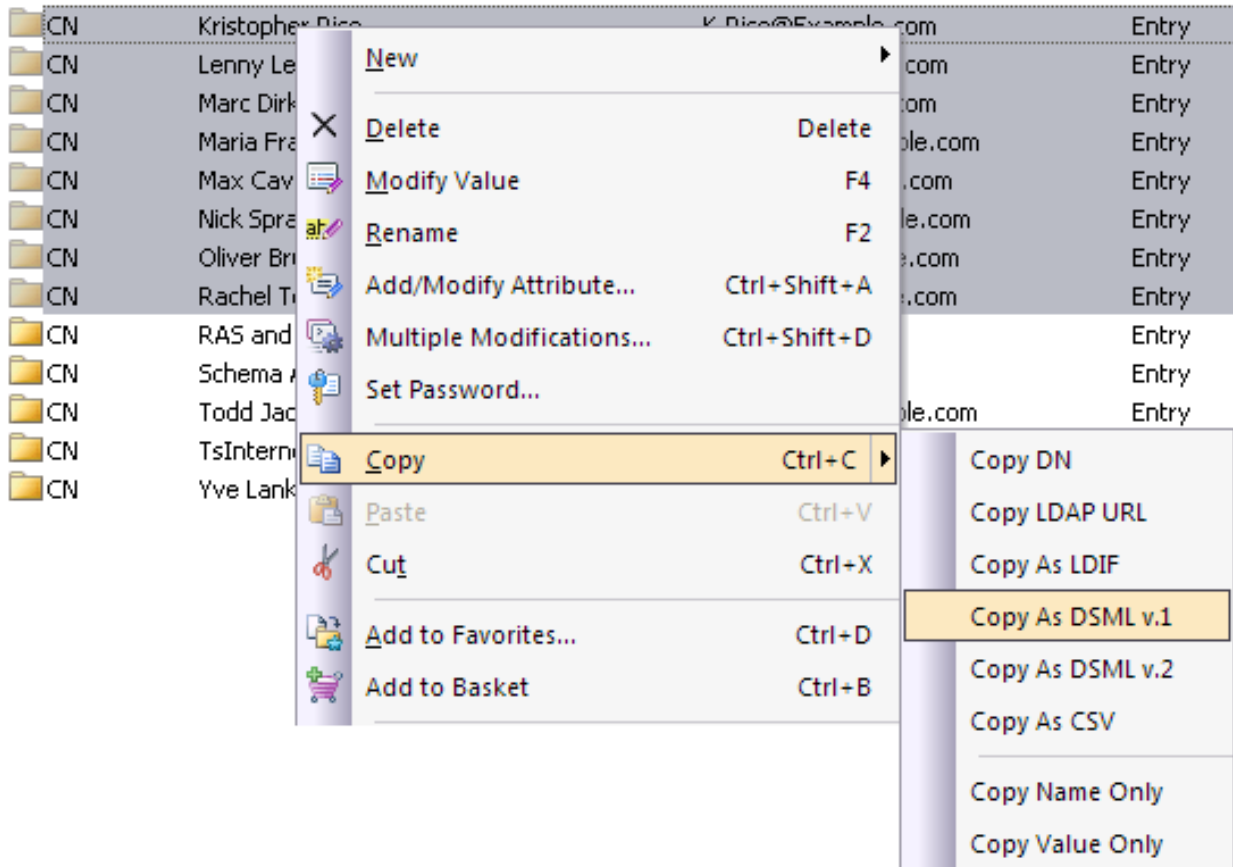 CN Kristopher Rice K.Rice@Example.com Entry
CN Lenny Le com Entry
CN Marc Dirk om Entry
CN Maria Fra ple.com Entry
CN Max Cav .com Entry
CN Nick Spra le.com Entry
CN Oliver Bru .com Entry
CN Rachel .com Entry
CN RAS and Entry
CN Schema Entry
CN Todd Jac ple.com Entry
CN TsIntern
CN Yve Lank
New
Delete Delete
Modify Value F4
Rename F2
Add/Modify Attribute... Ctrl+Shift+A
Multiple Modifications... Ctrl+Shift+D
Set Password...
Copy Ctrl+C
Paste Ctrl+V
Cut Ctrl+X
Add to Favorites... Ctrl+D
Add to Basket Ctrl+B
Copy DN
Copy LDAP URL
Copy As LDIF
Copy As DSML v.1
Copy As DSML v.2
Copy As CSV
Copy Name Only
Copy Value Only